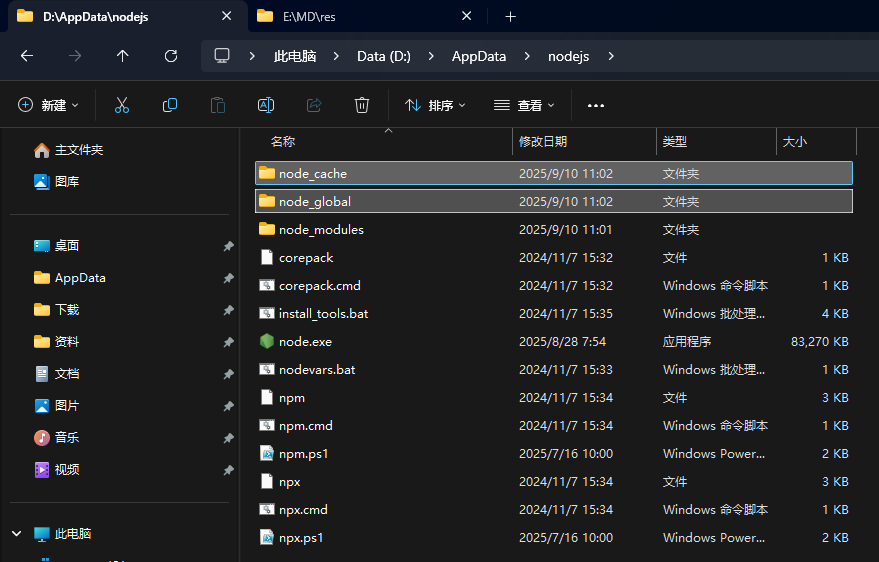 D:\AppData\nodejs
E:\MD\res
此电脑 Data (D:) AppData nodejs
新建 排序 查看
名称 修改日期 类型 大小
主文件夹
图库
桌面
AppData
下载
资料
文档
图片
音乐
视频
此电脑
node_cache 2025/9/10 11:02 文件夹
node_global 2025/9/10 11:02 文件夹
node_modules 2025/9/10 11:01 文件夹
corepack 2024/11/7 15:32 文件 1 KB
corepack.cmd 2024/11/7 15:32 Windows 命令脚本 1 KB
install_tools.bat 2024/11/7 15:35 Windows 批处理... 4 KB
node.exe 2025/8/28 7:54 应用程序 83,270 KB
nodevars.bat 2024/11/7 15:33 Windows 批处理... 1 KB
npm 2024/11/7 15:34 文件 3 KB
npm.cmd 2024/11/7 15:34 Windows 命令脚本 1 KB
npm.ps1 2025/7/16 10:00 Windows Power... 2 KB
npx 2024/11/7 15:34 文件 3 KB
npx.cmd 2024/11/7 15:34 Windows 命令脚本 1 KB
npx.ps1 2025/7/16 10:00 Windows Power... 2 KB